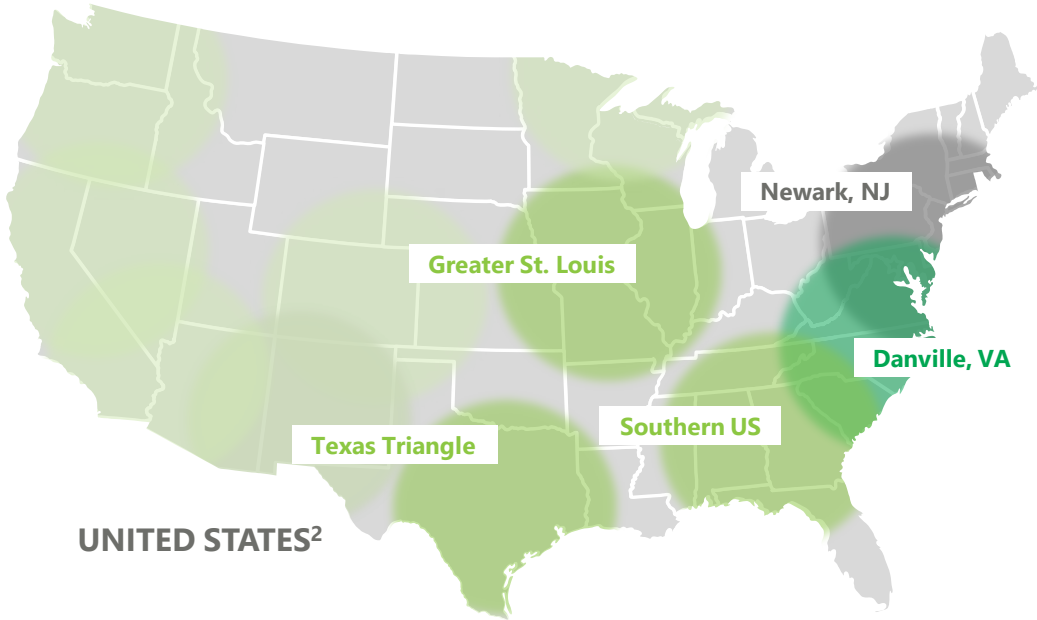 Newark, NJ
Greater St. Louis
Danville, VA
Southern US
Texas Triangle
UNITED STATES²